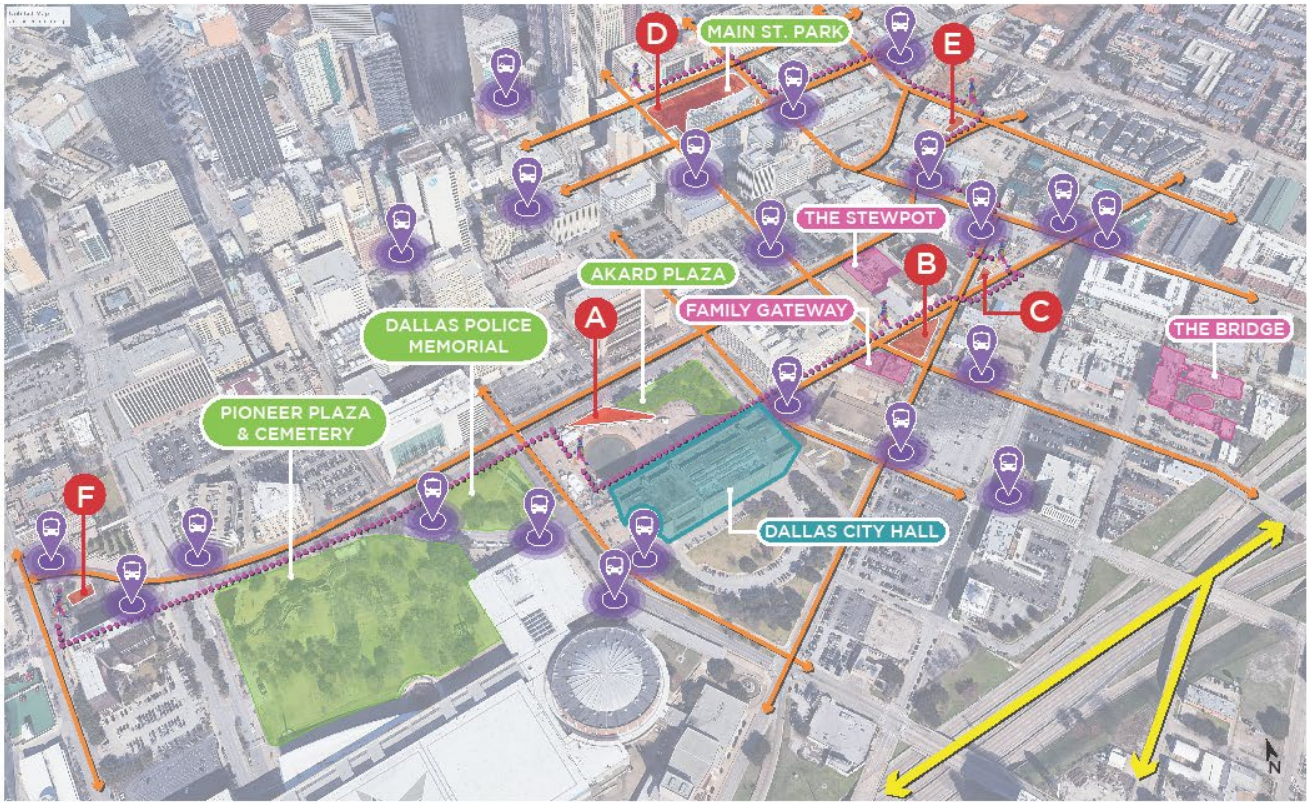 D
MAIN ST. PARK
E
THE STEWPOT
AKARD PLAZA
B
A
FAMILY GATEWAY
C
DALLAS POLICE
MEMORIAL
THE BRIDGE
PIONEER PLAZA
& CEMETERY
F
DALLAS CITY HALL
N